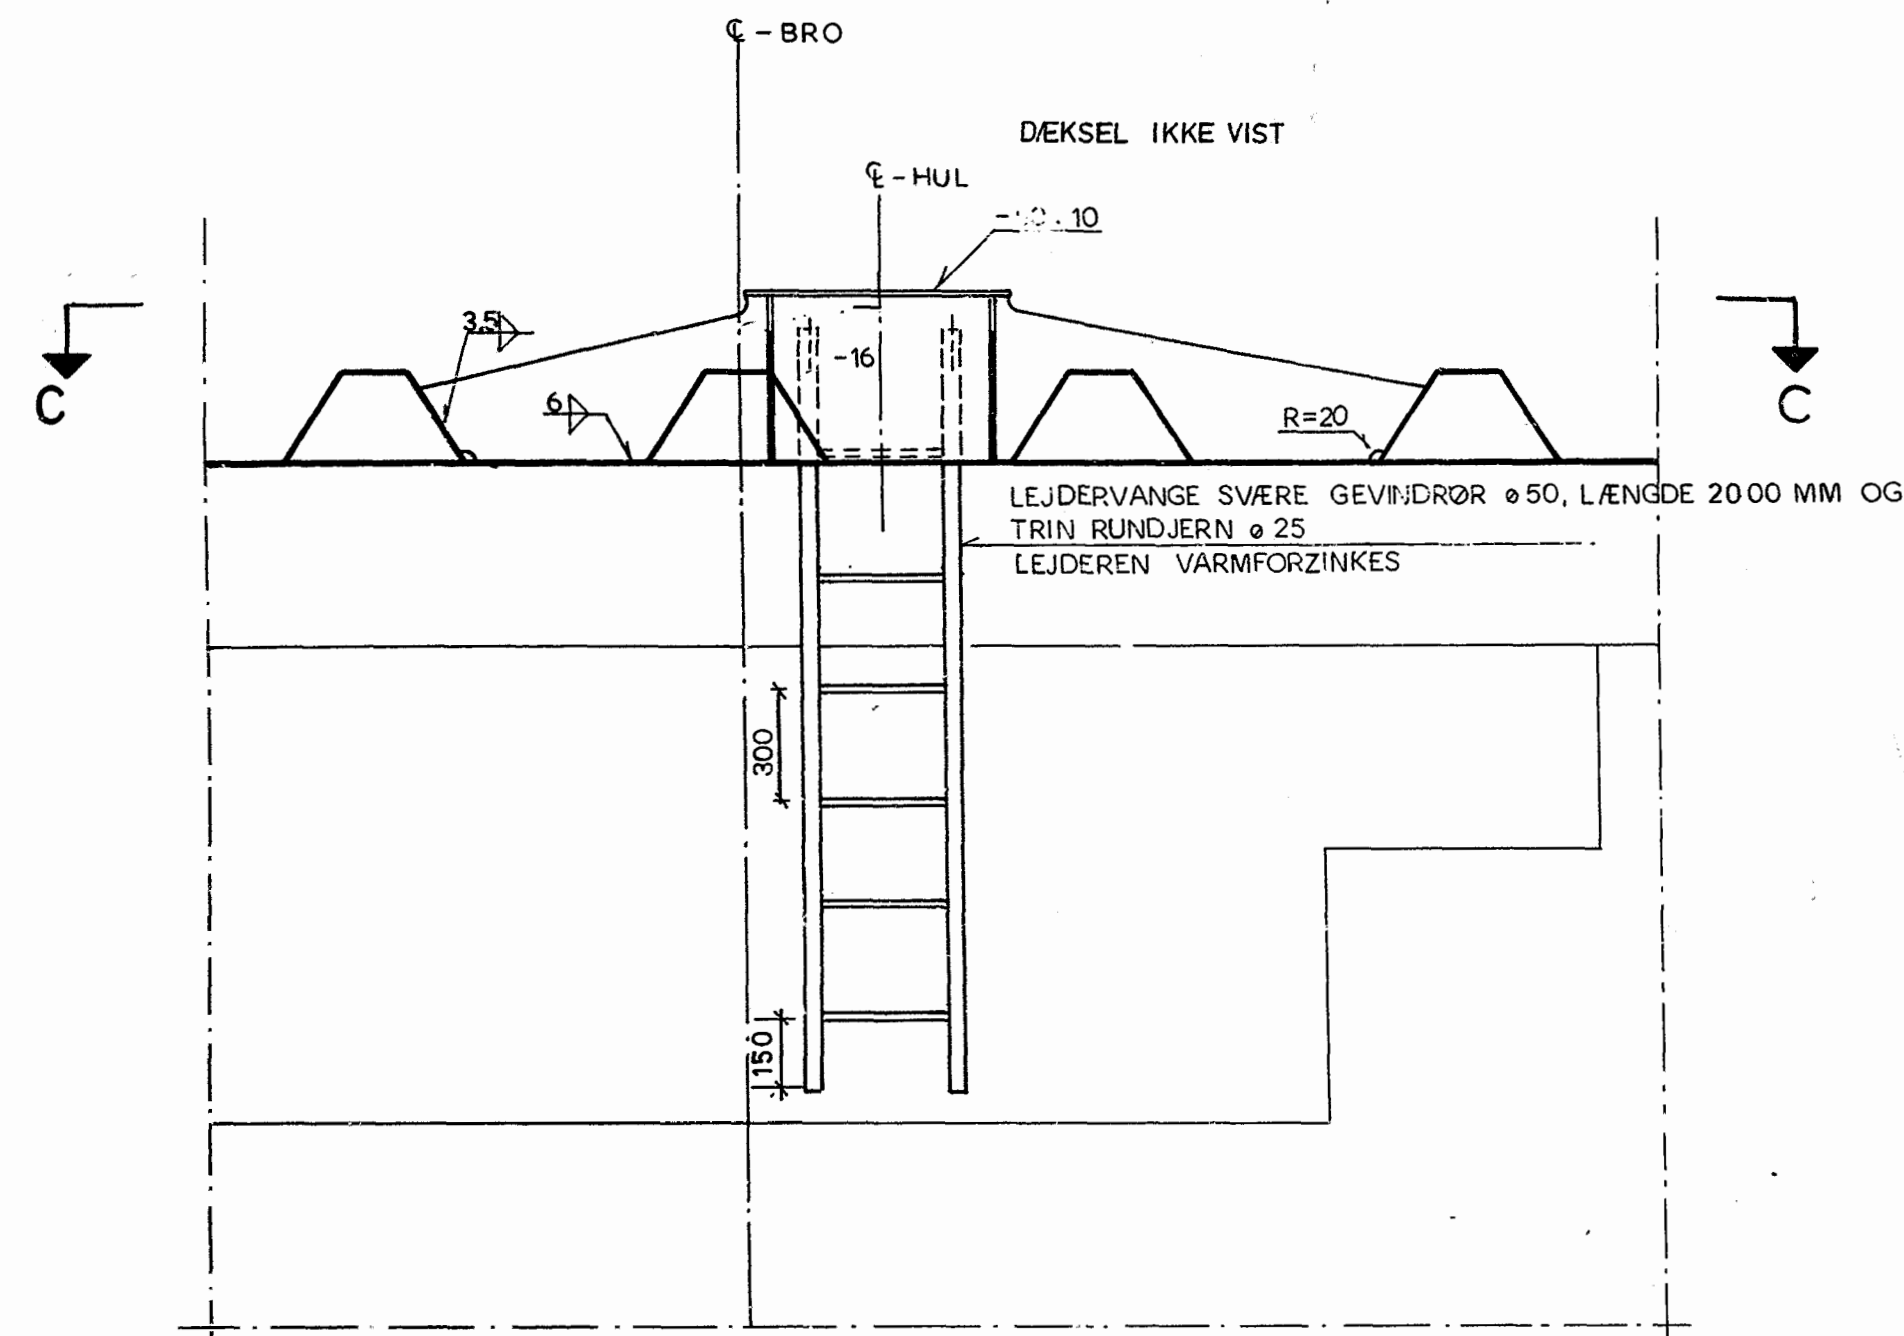 ℄ - BRO
DÆKSEL IKKE VIST
℄ - HUL
10
3.5
-16
C
C
6
R=20
LEJDERVANGE SVÆRE GEVINDRØR ø 50, LÆNGDE 2000 MM OG
TRIN RUNDJERN ø 25
LEJDEREN VARMFORZINKES
300
150